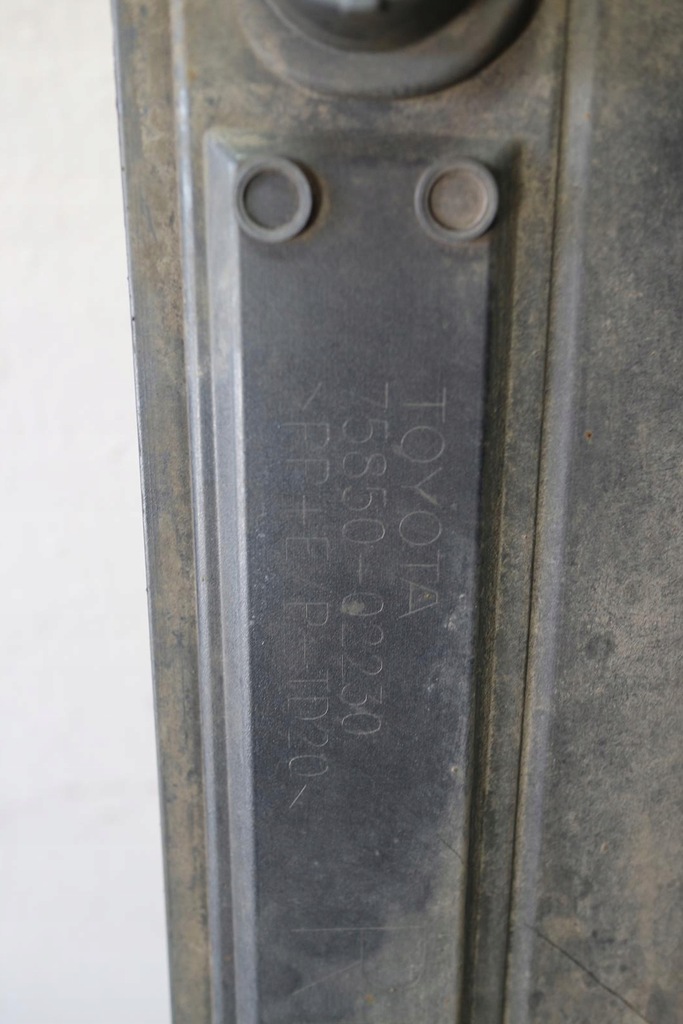 TOYOTA
75850-02230
>PP+E/P-TD20<
R